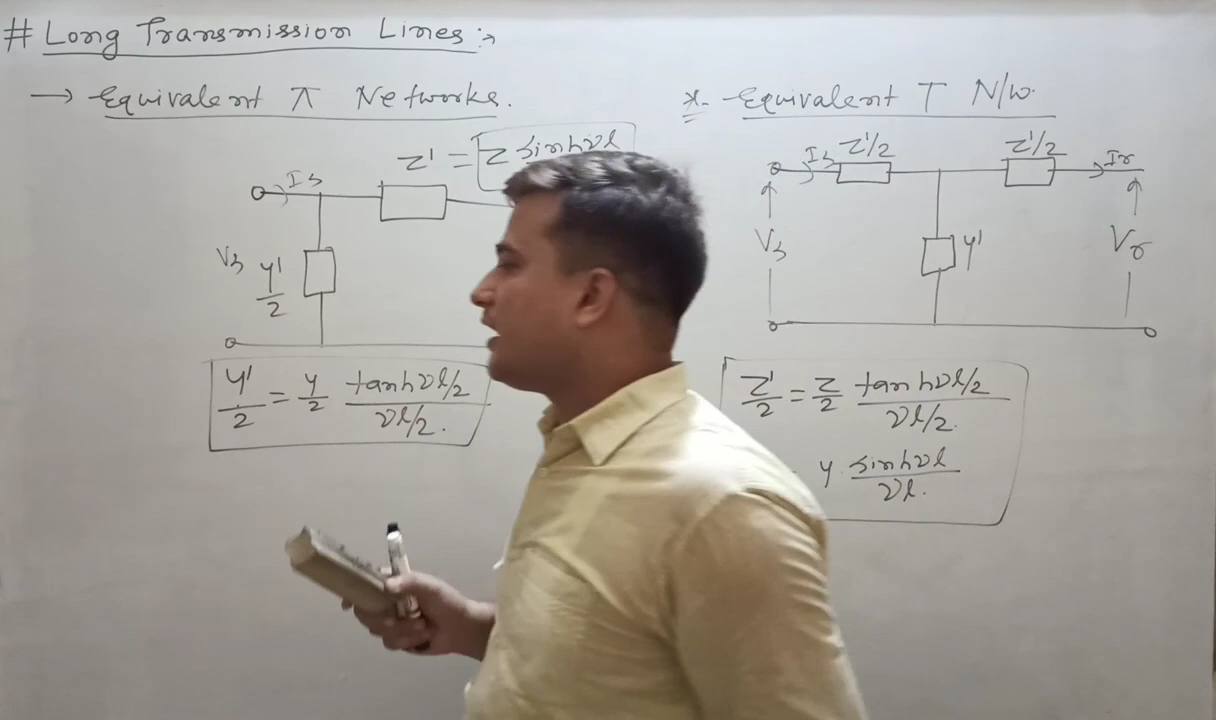 # Long Transmission Lines :→
→ Equivalent π Networks.
Z' = Z sinhγl
Is
Vs
y'/2
y'/2 = y/2 tanhγl/2 / γl/2.
*- Equivalent T N/w.
Is Z'/2 Z'/2 Ir
Vs y' Vr
Z'/2 = Z/2 tanhγl/2 / γl/2.
y sinhγl / γl.